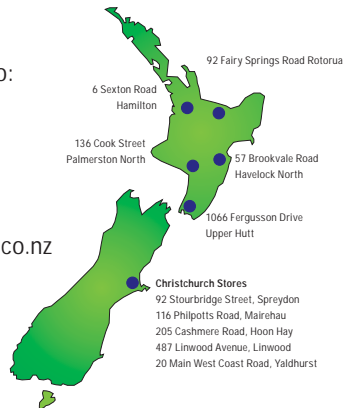 92 Fairy Springs Road Rotorua
o:
6 Sexton Road
Hamilton
136 Cook Street
Palmerston North
57 Brookvale Road
Havelock North
1066 Fergusson Drive
Upper Hutt
co.nz
Christchurch Stores
92 Stourbridge Street, Spreydon
116 Philpotts Road, Mairehau
205 Cashmere Road, Hoon Hay
487 Linwood Avenue, Linwood
20 Main West Coast Road, Yaldhurst